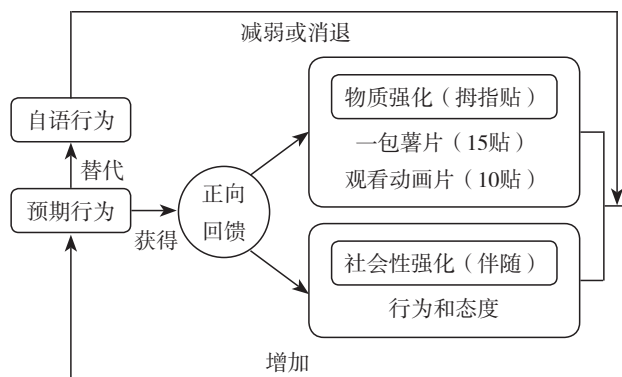 减弱或消退
物质强化（拇指贴）
一包薯片（15贴）
观看动画片（10贴）
自语行为
替代
预期行为
获得
正向
回馈
社会性强化（伴随）
行为和态度
增加